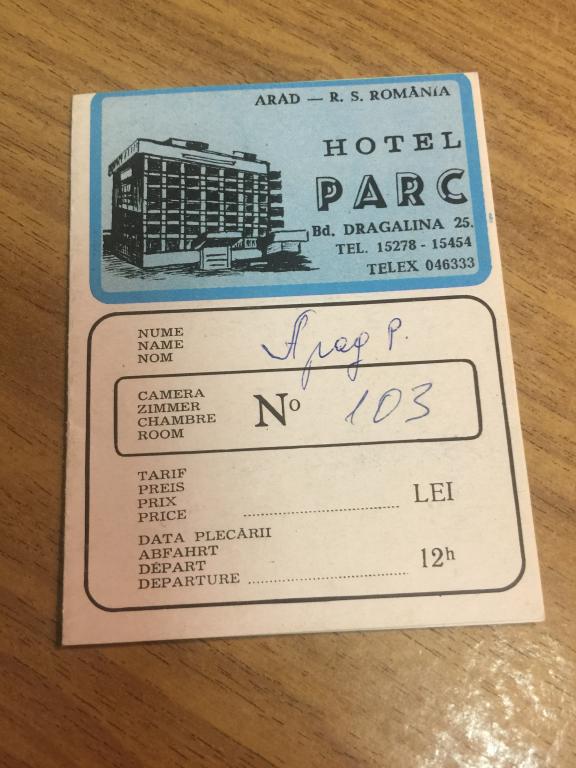 ARAD — R. S. ROMÂNIA
HOTEL
PARC
Bd. DRAGALINA 25.
TEL. 15278 - 15454
TELEX 046333
NUME
NAME
NOM
Арад Р.
CAMERA
ZIMMER
CHAMBRE
ROOM
No 103
TARIF
PREIS
PRIX
PRICE ........................ LEI
DATA PLECĂRII
ABFAHRT
DÉPART
DEPARTURE ........................ 12h